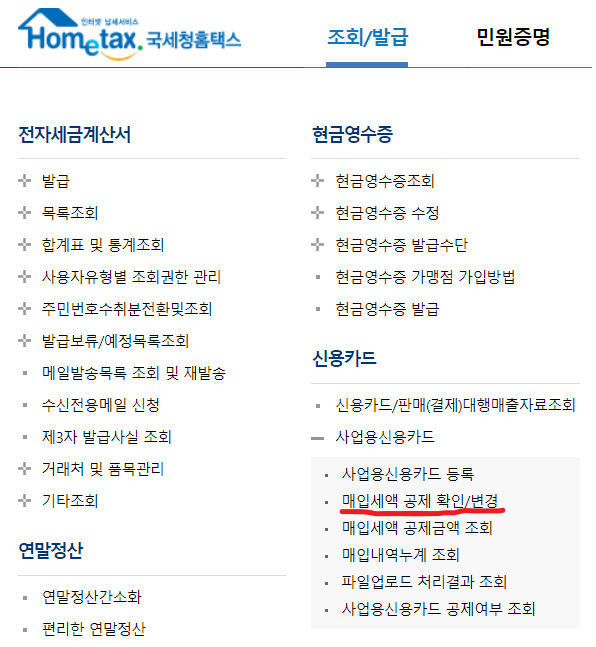 인터넷 납세서비스
Hometax. 국세청홈택스
조회/발급
민원증명
전자세금계산서
발급
목록조회
합계표 및 통계조회
사용자유형별 조회권한 관리
주민번호수취분전환및조회
발급보류/예정목록조회
메일발송목록 조회 및 재발송
수신전용메일 신청
제3자 발급사실 조회
거래처 및 품목관리
기타조회
연말정산
연말정산간소화
편리한 연말정산
현금영수증
현금영수증조회
현금영수증 수정
현금영수증 발급수단
현금영수증 가맹점 가입방법
현금영수증 발급
신용카드
신용카드/판매(결제)대행매출자료조회
사업용신용카드
사업용신용카드 등록
매입세액 공제 확인/변경
매입세액 공제금액 조회
매입내역누계 조회
파일업로드 처리결과 조회
사업용신용카드 공제여부 조회